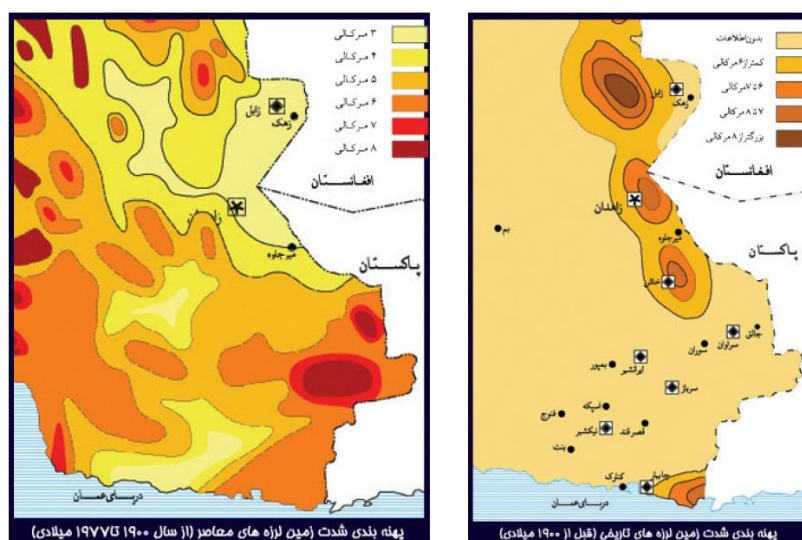 ۳ مرکالی
۴ مرکالی
۵ مرکالی
۶ مرکالی
۷ مرکالی
۸ مرکالی
زابل
زهک
افغانستان
زاهدان
میرجاوه
پاکستان
دریای عمان
پهنه بندی شدت زمین لرزه های معاصر (از سال ۱۹۰۰ تا ۱۹۷۷ میلادی)
بدون اطلاعات
کمتر از ۶ مرکالی
۶ تا ۷ مرکالی
۷ تا ۸ مرکالی
بزرگتر از ۸ مرکالی
زابل
زهک
افغانستان
زاهدان
بم
میرجاوه
پاکستان
خاش
جالق
سراوان
سوران
ایرانشهر
بمپور
سرباز
اسپکه
فنوج
قصرقند
نیکشهر
بنت
چابهار
کنارک
دریای عمان
پهنه بندی شدت زمین لرزه های تاریخی (قبل از ۱۹۰۰ میلادی)